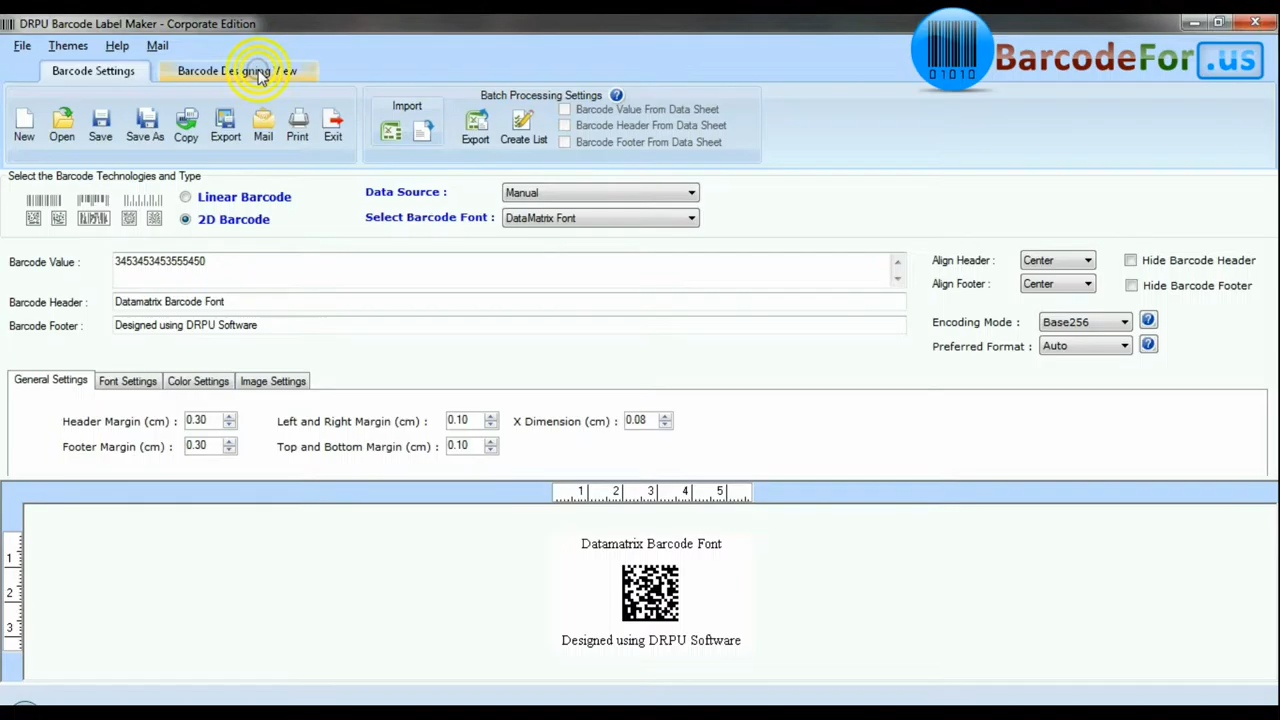 DRPU Barcode Label Maker - Corporate Edition
File Themes Help Mail
BarcodeFor.us
01010
Barcode Settings Barcode Designing View
Import
Batch Processing Settings
Barcode Value From Data Sheet
Barcode Header From Data Sheet
Barcode Footer From Data Sheet
New Open Save Save As Copy Export Mail Print Exit Export Create List
Select the Barcode Technologies and Type
Linear Barcode
2D Barcode
Data Source : Manual
Select Barcode Font : DataMatrix Font
Barcode Value : 3453453453555450
Barcode Header : Datamatrix Barcode Font
Barcode Footer : Designed using DRPU Software
Align Header : Center Hide Barcode Header
Align Footer : Center Hide Barcode Footer
Encoding Mode : Base256 ?
Preferred Format : Auto ?
General Settings Font Settings Color Settings Image Settings
Header Margin (cm) : 0.30 Left and Right Margin (cm) : 0.10 X Dimension (cm) : 0.08
Footer Margin (cm) : 0.30 Top and Bottom Margin (cm) : 0.10
1 2 3 4 5
1
2
3
Datamatrix Barcode Font
Designed using DRPU Software